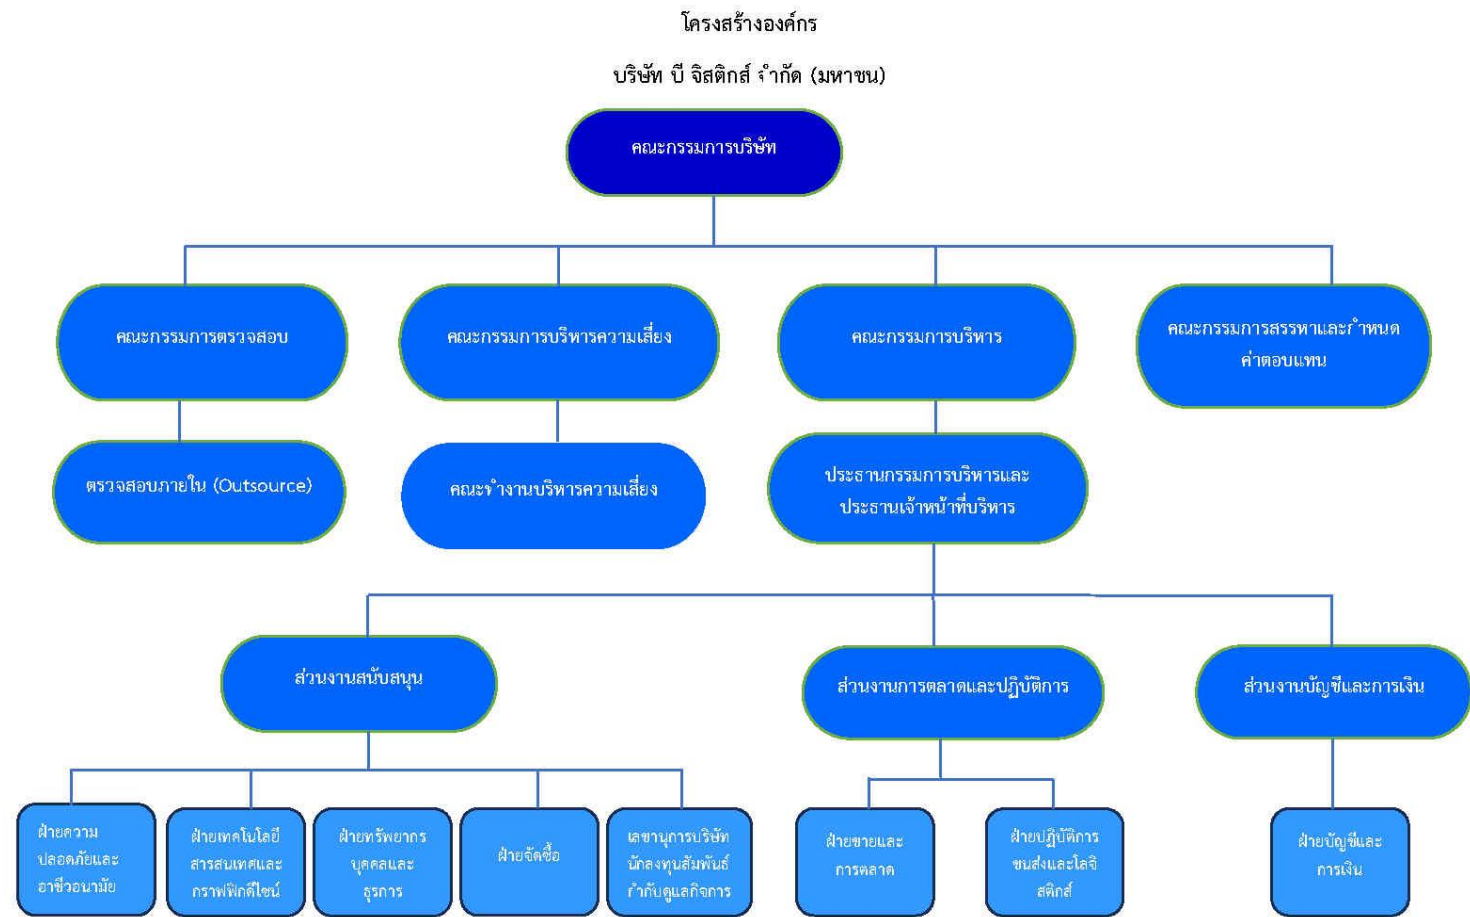 โครงสร้างองค์กร
บริษัท บี จิสติกส์ จำกัด (มหาชน)
คณะกรรมการบริษัท
คณะกรรมการตรวจสอบ
คณะกรรมการบริหารความเสี่ยง
คณะกรรมการบริหาร
คณะกรรมการสรรหาและกำหนด
ค่าตอบแทน
ตรวจสอบภายใน (Outsource)
คณะทำงานบริหารความเสี่ยง
ประธานกรรมการบริหารและ
ประธานเจ้าหน้าที่บริหาร
ส่วนงานสนับสนุน
ส่วนงานการตลาดและปฏิบัติการ
ส่วนงานบัญชีและการเงิน
ฝ่ายความ
ปลอดภัยและ
อาชีวอนามัย
ฝ่ายเทคโนโลยี
สารสนเทศและ
กราฟฟิกดีไซน์
ฝ่ายทรัพยากร
บุคคลและ
ธุรการ
ฝ่ายจัดซื้อ
เลขานุการบริษัท
นักลงทุนสัมพันธ์
กำกับดูแลกิจการ
ฝ่ายขายและ
การตลาด
ฝ่ายปฏิบัติการ
ขนส่งและโลจิ
สติกส์
ฝ่ายบัญชีและ
การเงิน